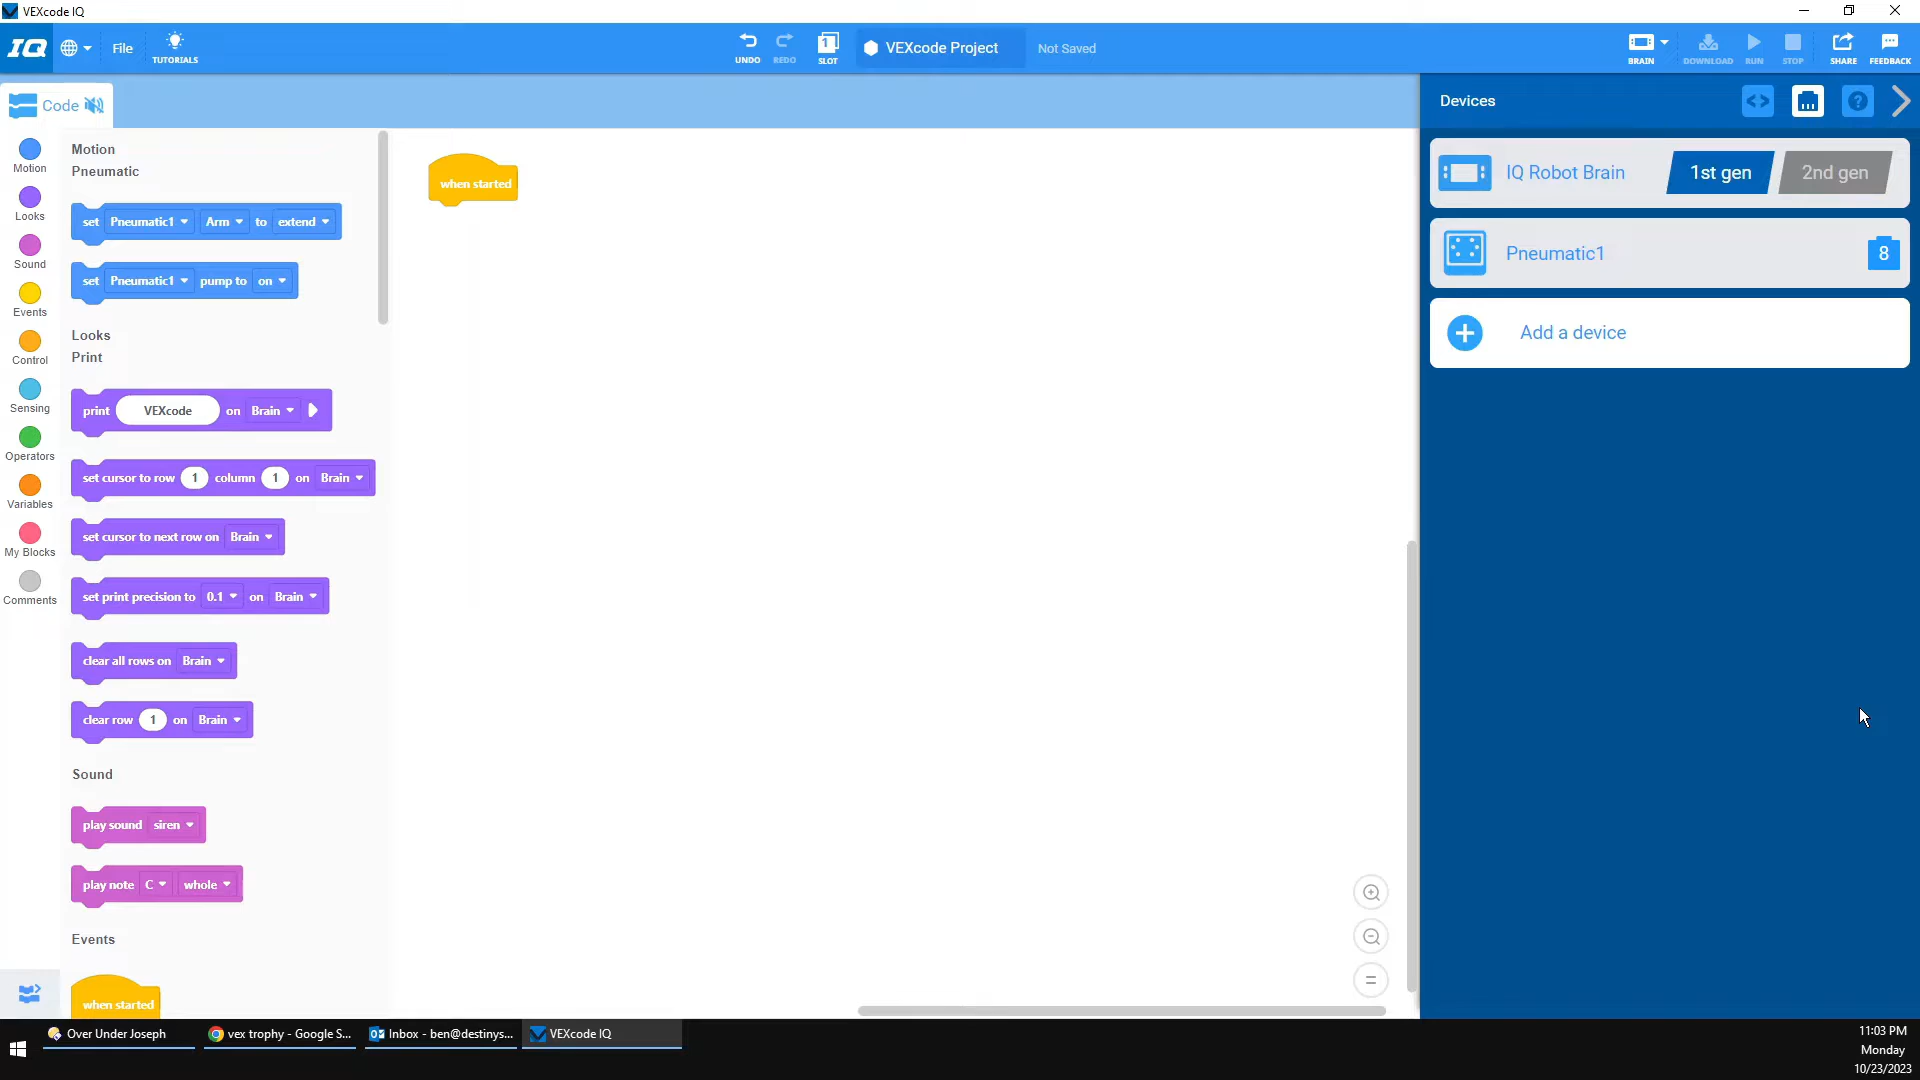 VEXcode IQ
IQ
File
TUTORIALS
UNDO
REDO
1
SLOT
VEXcode Project
Not Saved
BRAIN
DOWNLOAD
RUN
STOP
SHARE
FEEDBACK
Code
Devices
<>
?
Motion
Looks
Sound
Events
Control
Sensing
Operators
Variables
My Blocks
Comments
Motion
Pneumatic
set Pneumatic1 Arm to extend
set Pneumatic1 pump to on
Looks
Print
print VEXcode on Brain
set cursor to row 1 column 1 on Brain
set cursor to next row on Brain
set print precision to 0.1 on Brain
clear all rows on Brain
clear row 1 on Brain
Sound
play sound siren
play note C whole
Events
when started
when started
IQ Robot Brain 1st gen 2nd gen
Pneumatic1 8
Add a device
Over Under Joseph
vex trophy - Google S...
Inbox - ben@destinys...
VEXcode IQ
11:03 PM
Monday
10/23/2023